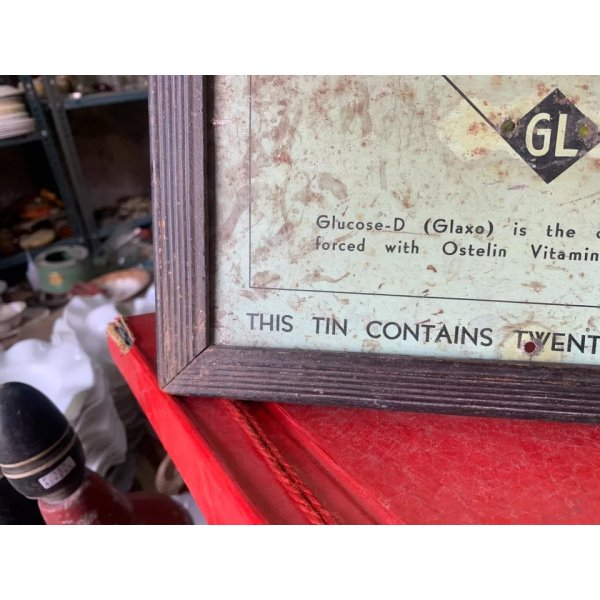 GL
Glucose-D (Glaxo) is the
forced with Ostelin Vitamin
THIS TIN CONTAINS TWENT